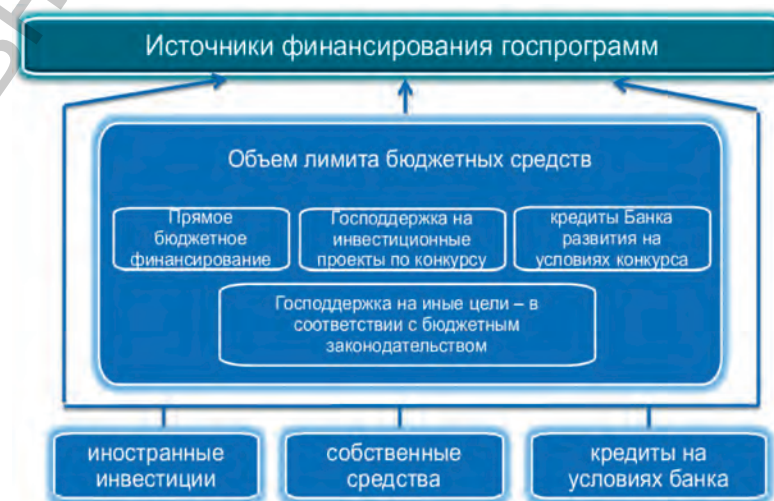 Источники финансирования госпрограмм
Объем лимита бюджетных средств
Прямое
бюджетное
финансирование
Господдержка на
инвестиционные
проекты по конкурсу
кредиты Банка
развития на
условиях конкурса
Господдержка на иные цели – в
соответствии с бюджетным
законодательством
иностранные
инвестиции
собственные
средства
кредиты на
условиях банка